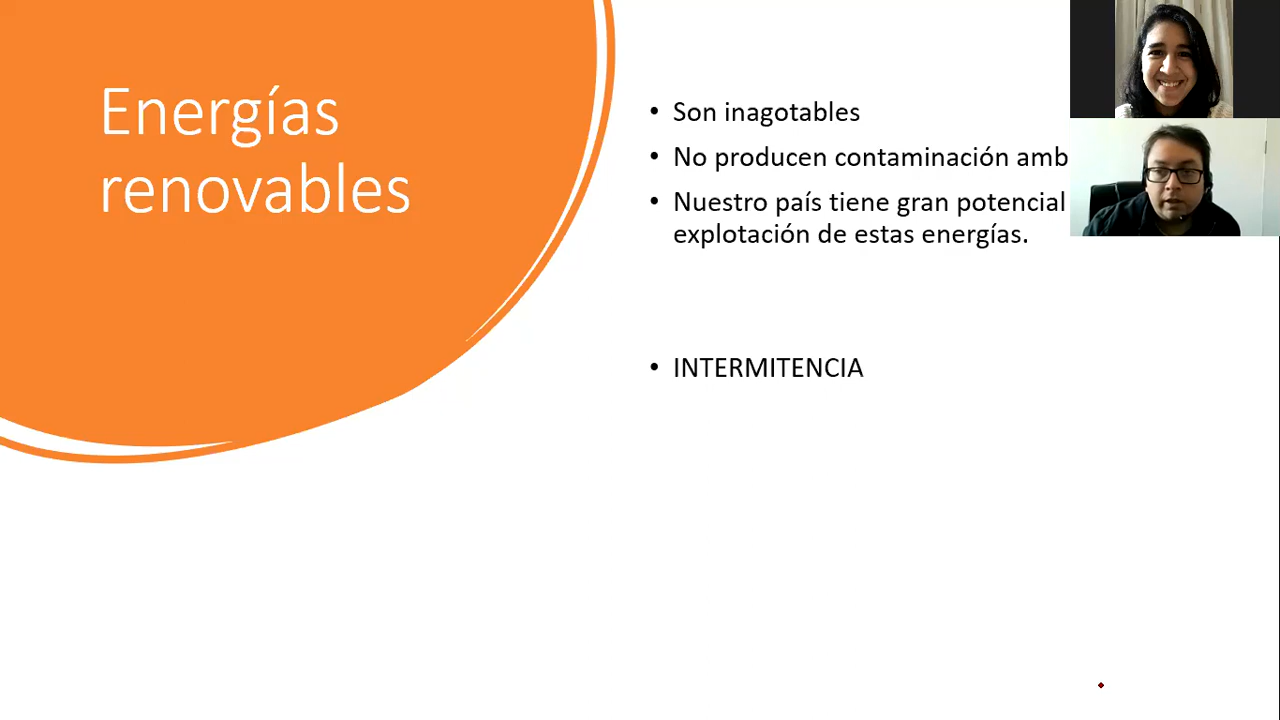 Energías
renovables
• Son inagotables
• No producen contaminación amb
• Nuestro país tiene gran potencial
explotación de estas energías.
• INTERMITENCIA